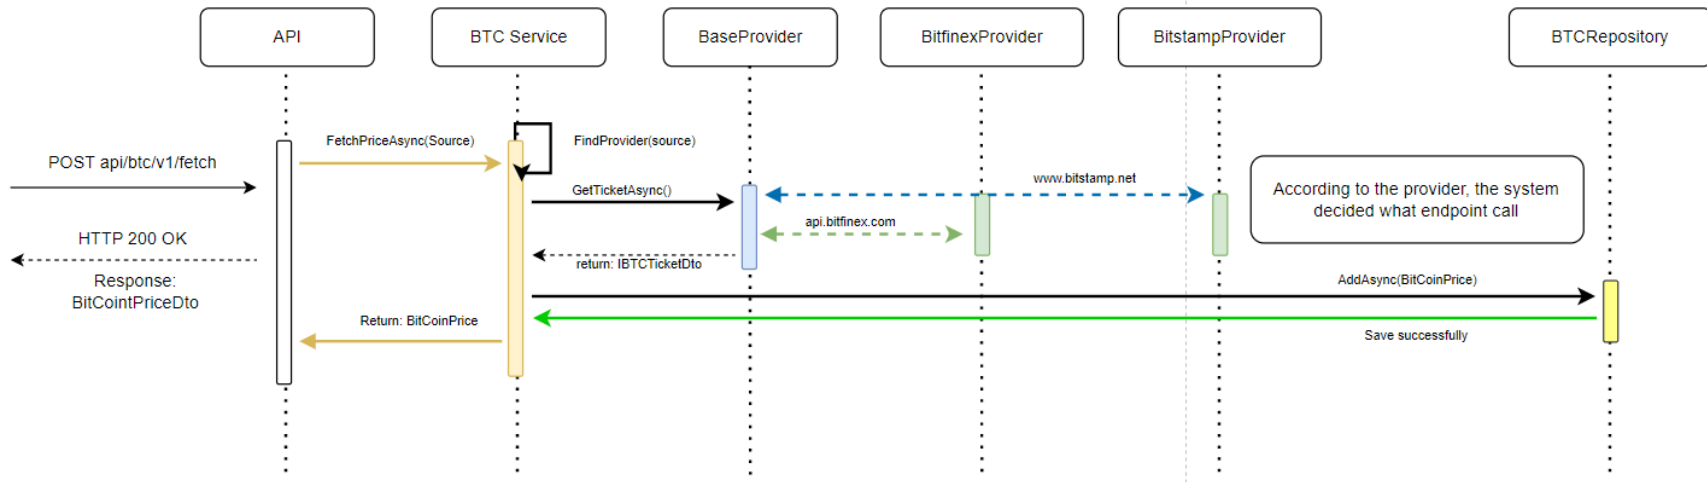 API
BTC Service
BaseProvider
BitfinexProvider
BitstampProvider
BTCRepository
FetchPriceAsync(Source)
FindProvider(source)
POST api/btc/v1/fetch
GetTicketAsync()
www.bitstamp.net
According to the provider, the system
decided what endpoint call
api.bitfinex.com
HTTP 200 OK
return: IBTCTicketDto
Response:
BitCointPriceDto
AddAsync(BitCoinPrice)
Return: BitCoinPrice
Save successfully